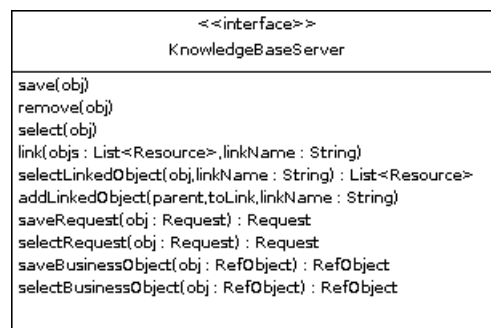 <<interface>>
KnowledgeBaseServer
save(obj)
remove(obj)
select(obj)
link(objs : List<Resource>,linkName : String)
selectLinkedObject(obj,linkName : String) : List<Resource>
addLinkedObject(parent,toLink,linkName : String)
saveRequest(obj : Request) : Request
selectRequest(obj : Request) : Request
saveBusinessObject(obj : RefObject) : RefObject
selectBusinessObject(obj : RefObject) : RefObject